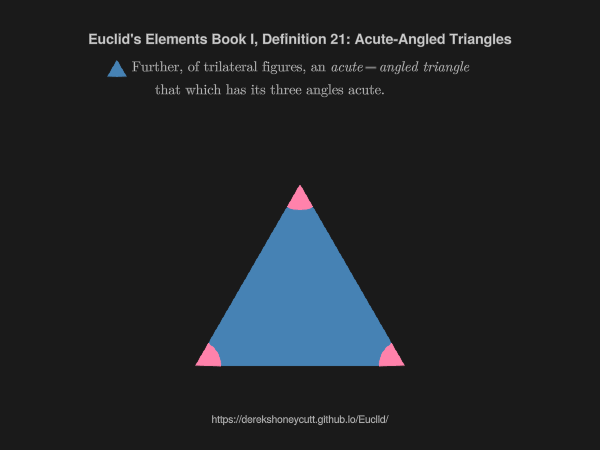 Euclid's Elements Book I, Definition 21: Acute-Angled Triangles
Further, of trilateral figures, an acute−angled triangle
that which has its three angles acute.
https://derekshoneycutt.github.io/Euclid/